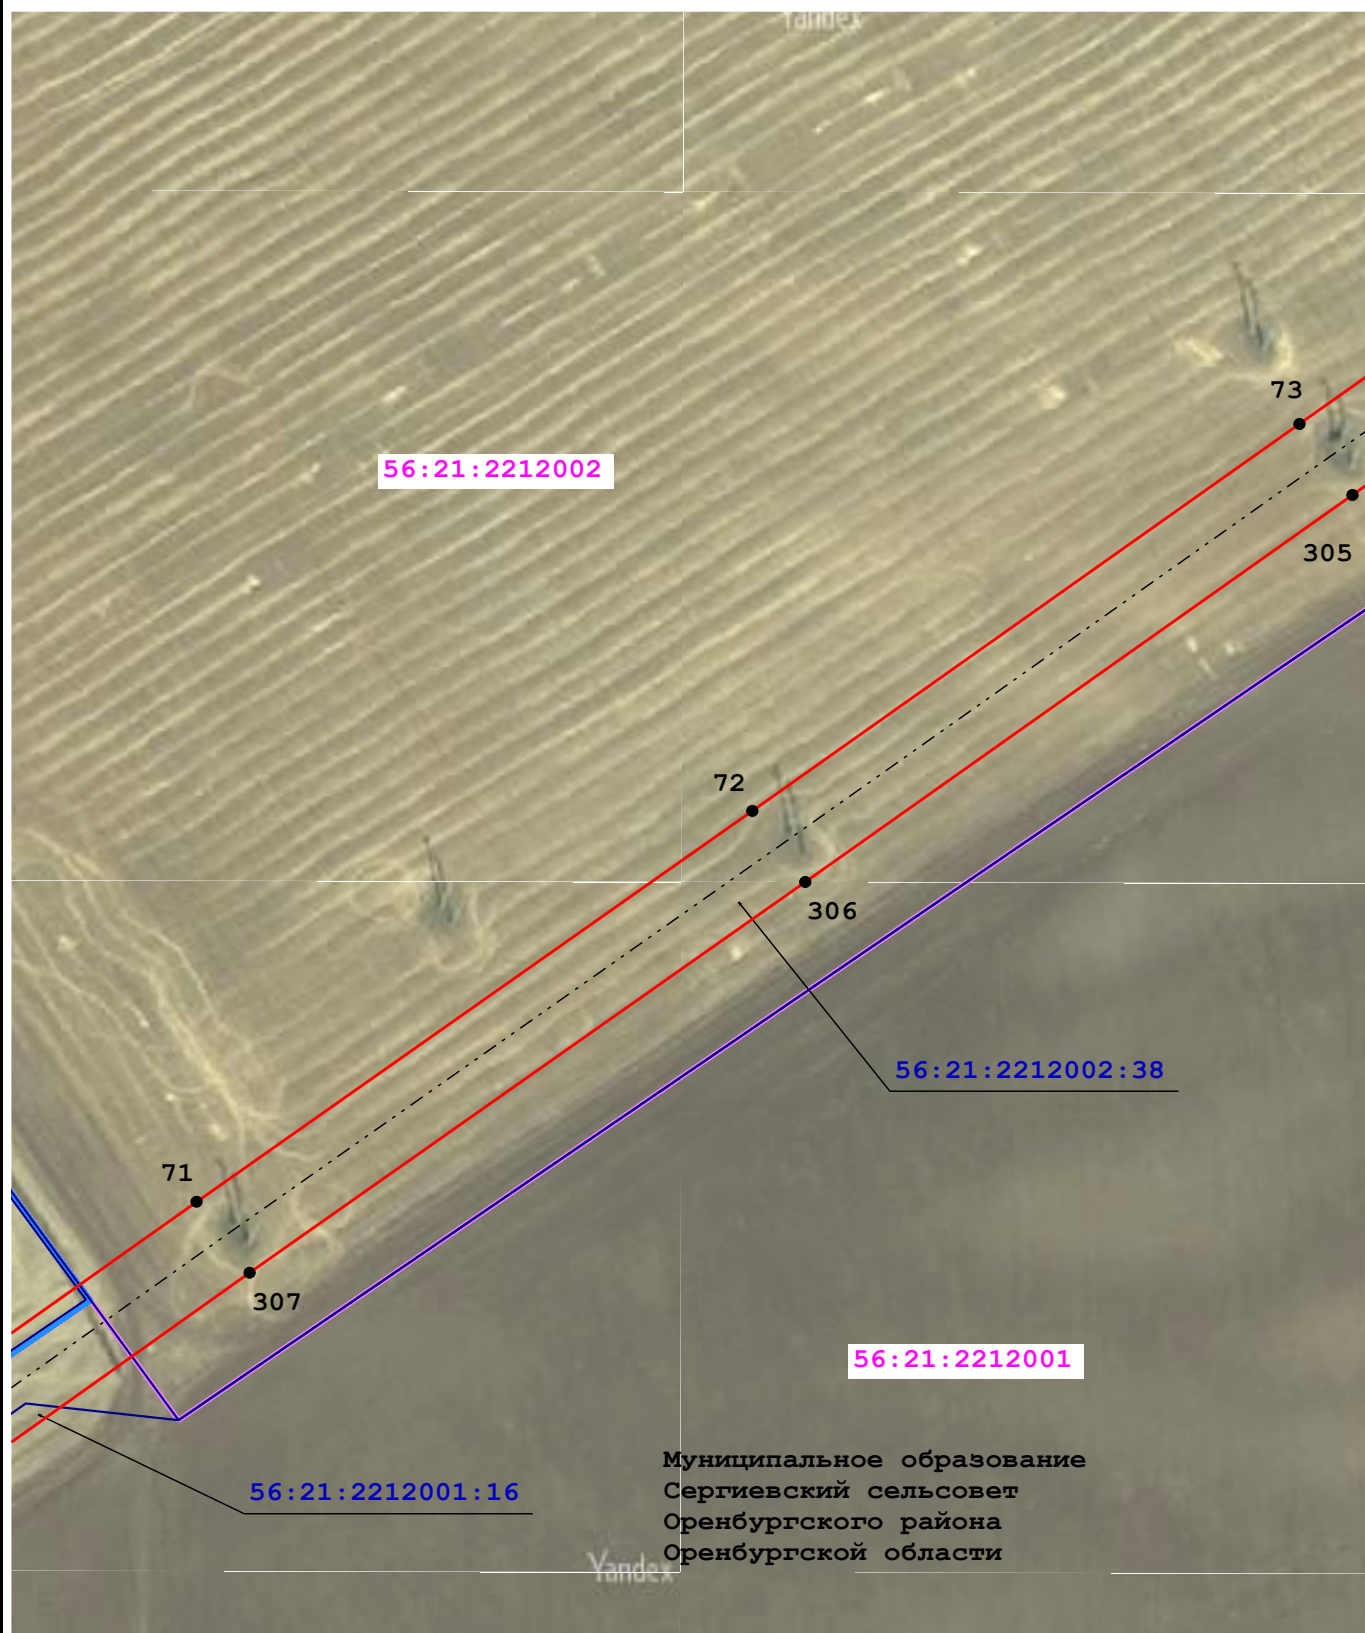 Yandex
73
56:21:2212002
305
72
306
56:21:2212002:38
71
307
56:21:2212001
56:21:2212001:16
Муниципальное образование
Сергиевский сельсовет
Оренбургского района
Оренбургской области
Yandex